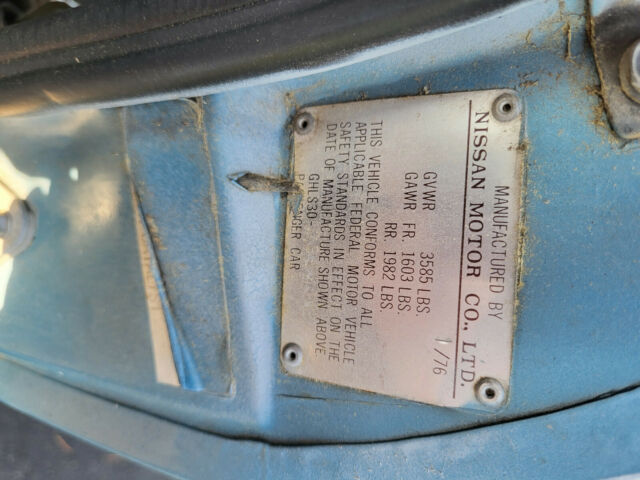 MANUFACTURED BY
NISSAN MOTOR CO., LTD.
1/76
GVWR 3585 LBS.
GAWR FR. 1603 LBS.
RR. 1982 LBS.
THIS VEHICLE CONFORMS TO ALL
APPLICABLE FEDERAL MOTOR VEHICLE
SAFETY STANDARDS IN EFFECT ON THE
DATE OF MANUFACTURE SHOWN ABOVE
GHLS30-
PASSENGER CAR